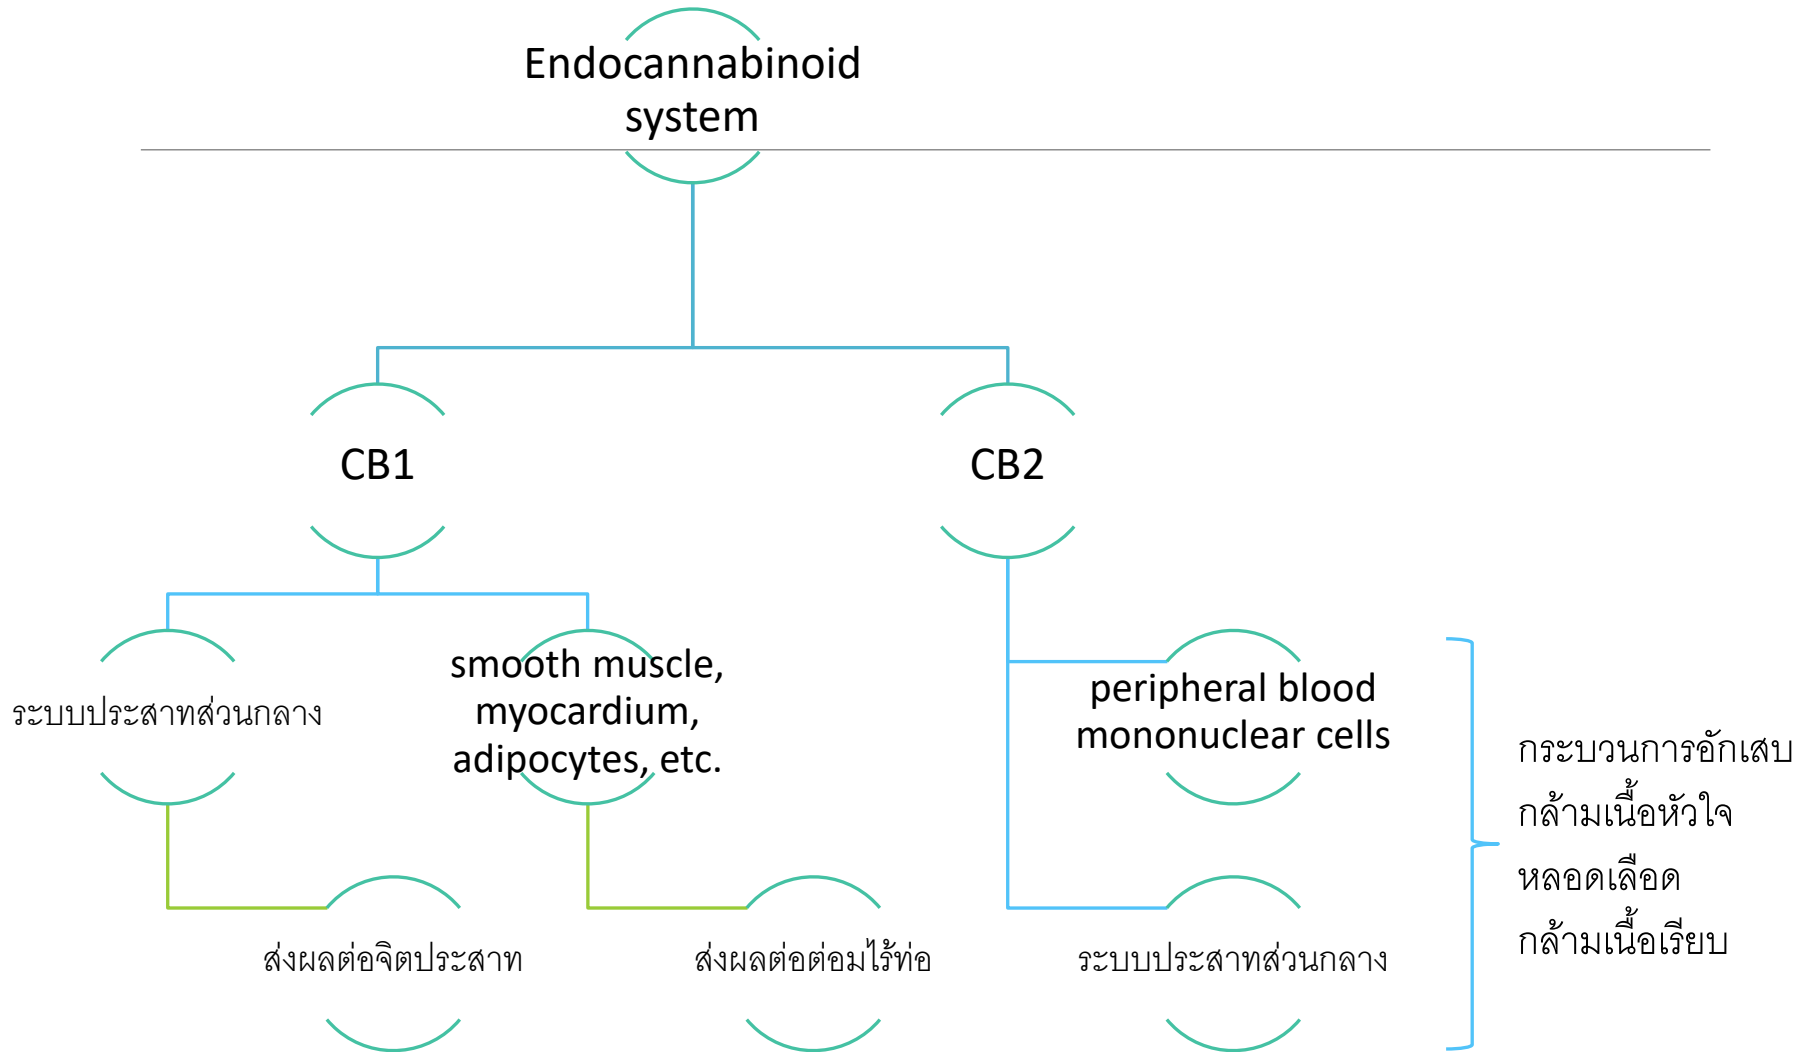 Endocannabinoid
system
CB1
CB2
ระบบประสาทส่วนกลาง
smooth muscle,
myocardium,
adipocytes, etc.
peripheral blood
mononuclear cells
กระบวนการอักเสบ
กล้ามเนื้อหัวใจ
หลอดเลือด
กล้ามเนื้อเรียบ
ส่งผลต่อจิตประสาท
ส่งผลต่อต่อมไร้ท่อ
ระบบประสาทส่วนกลาง